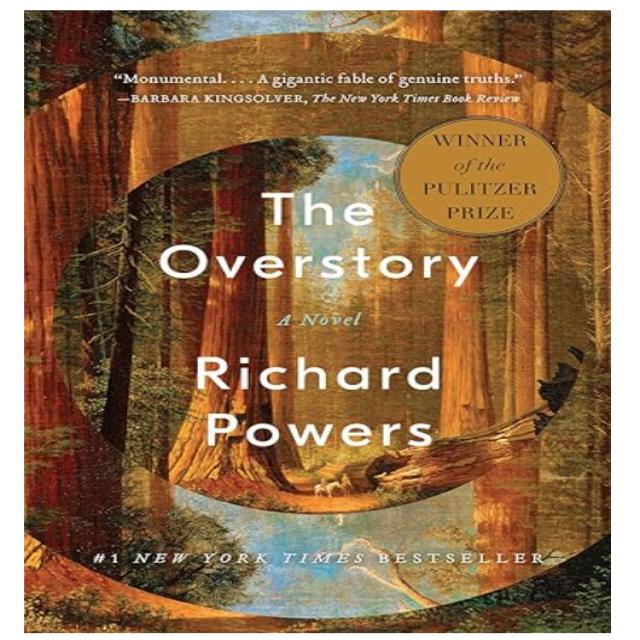 “Monumental. . . . A gigantic fable of genuine truths.”
—BARBARA KINGSOLVER, The New York Times Book Review
WINNER
of the
PULITZER
PRIZE
The
Overstory
A Novel
Richard
Powers
#1 NEW YORK TIMES BESTSELLER